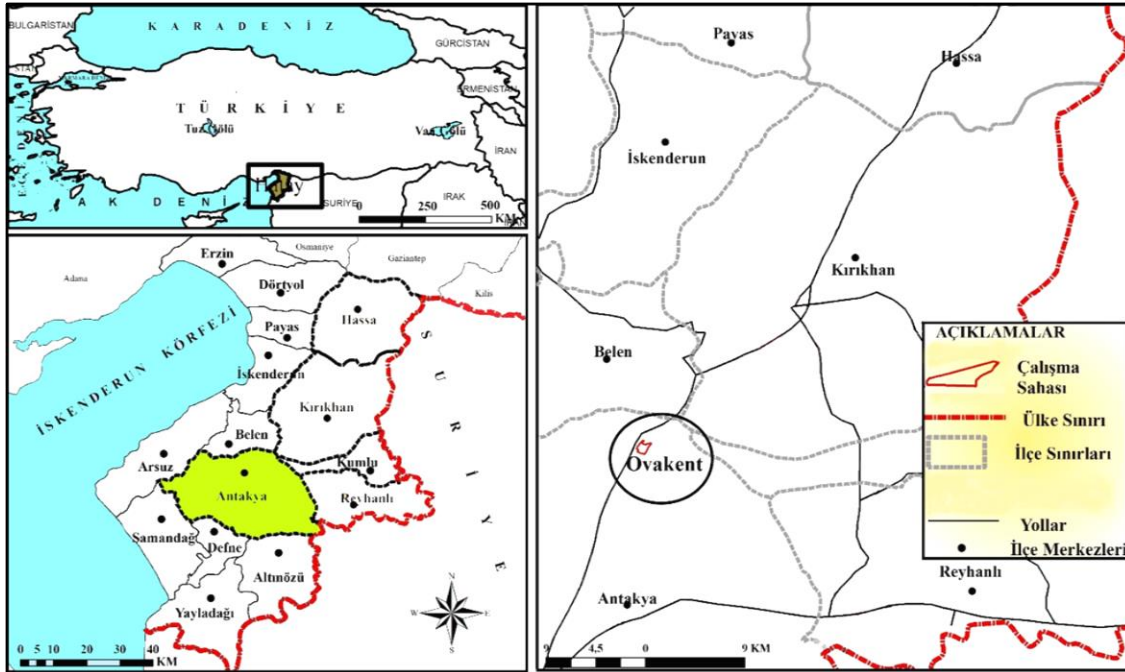 BULGARİSTAN
K A R A D E N İ Z
GÜRCİSTAN
ERMENİSTAN
T Ü R K İ Y E
Tuz Gölü
Van Gölü
İRAN
Hatay
A K D E N İ
SURİYE
IRAK
0 250 500
KM
Adana
Erzin
Osmaniye
Gaziantep
Kilis
Dörtyol
Hassa
Payas
İSKENDERUN KÖRFEZİ
İskenderun
S U R İ Y E
Kırıkhan
Belen
Arsuz
Kumlu
Antakya
Reyhanlı
Samandağ
Defne
Altınözü
Yayladağı
N
W E
S
0 5 10 20 30 40
KM
Payas
Hassa
İskenderun
Kırıkhan
Belen
Ovakent
Antakya
Reyhanlı
9 4,5 0 9 KM
AÇIKLAMALAR
Çalışma
Sahası
Ülke Sınırı
İlçe Sınırları
Yollar
İlçe Merkezleri